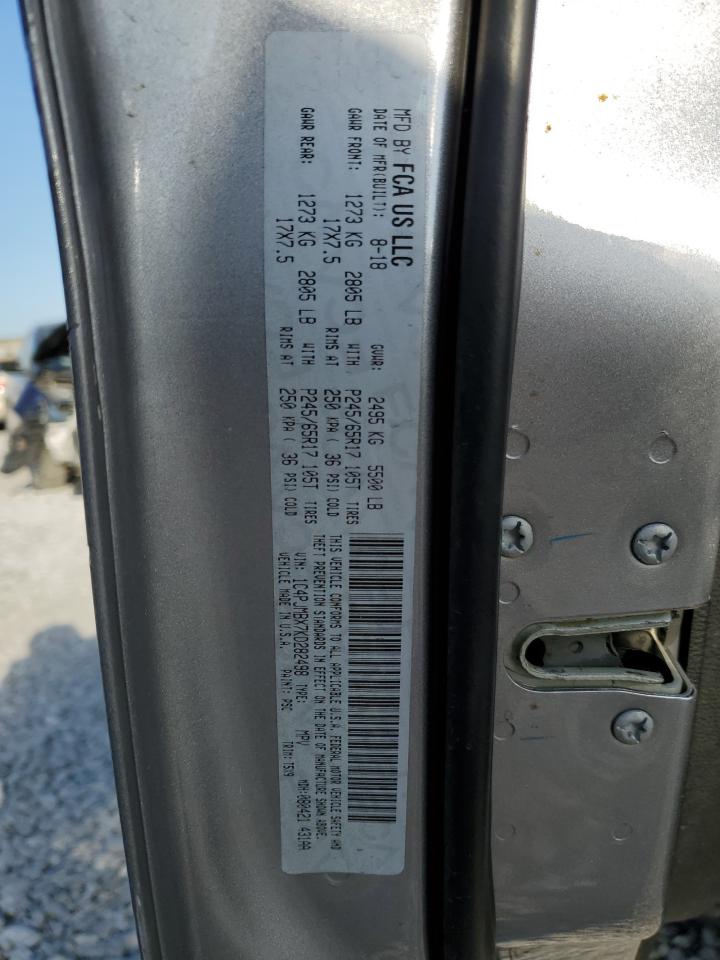 MFD BY FCA US LLC
DATE OF MFR(BUILT): 8-18 GVWR: 2495 KG 5500 LB
GAWR FRONT: 1273 KG 2805 LB WITH P245/65R17 105T TIRES
17X7.5 RIMS AT 250 KPA ( 36 PSI) COLD
GAWR REAR: 1273 KG 2805 LB WITH P245/65R17 105T TIRES
17X7.5 RIMS AT 250 KPA ( 36 PSI) COLD
THIS VEHICLE CONFORMS TO ALL APPLICABLE U.S.A. FEDERAL MOTOR VEHICLE SAFETY AND
THEFT PREVENTION STANDARDS IN EFFECT ON THE DATE OF MANUFACTURE SHOWN ABOVE.
VIN: 1C4PJMBX7KD282498 TYPE: MPV MDH:080421 431AA
VEHICLE MADE IN U.S.A. PAINT: PSC TRIM: T5X9